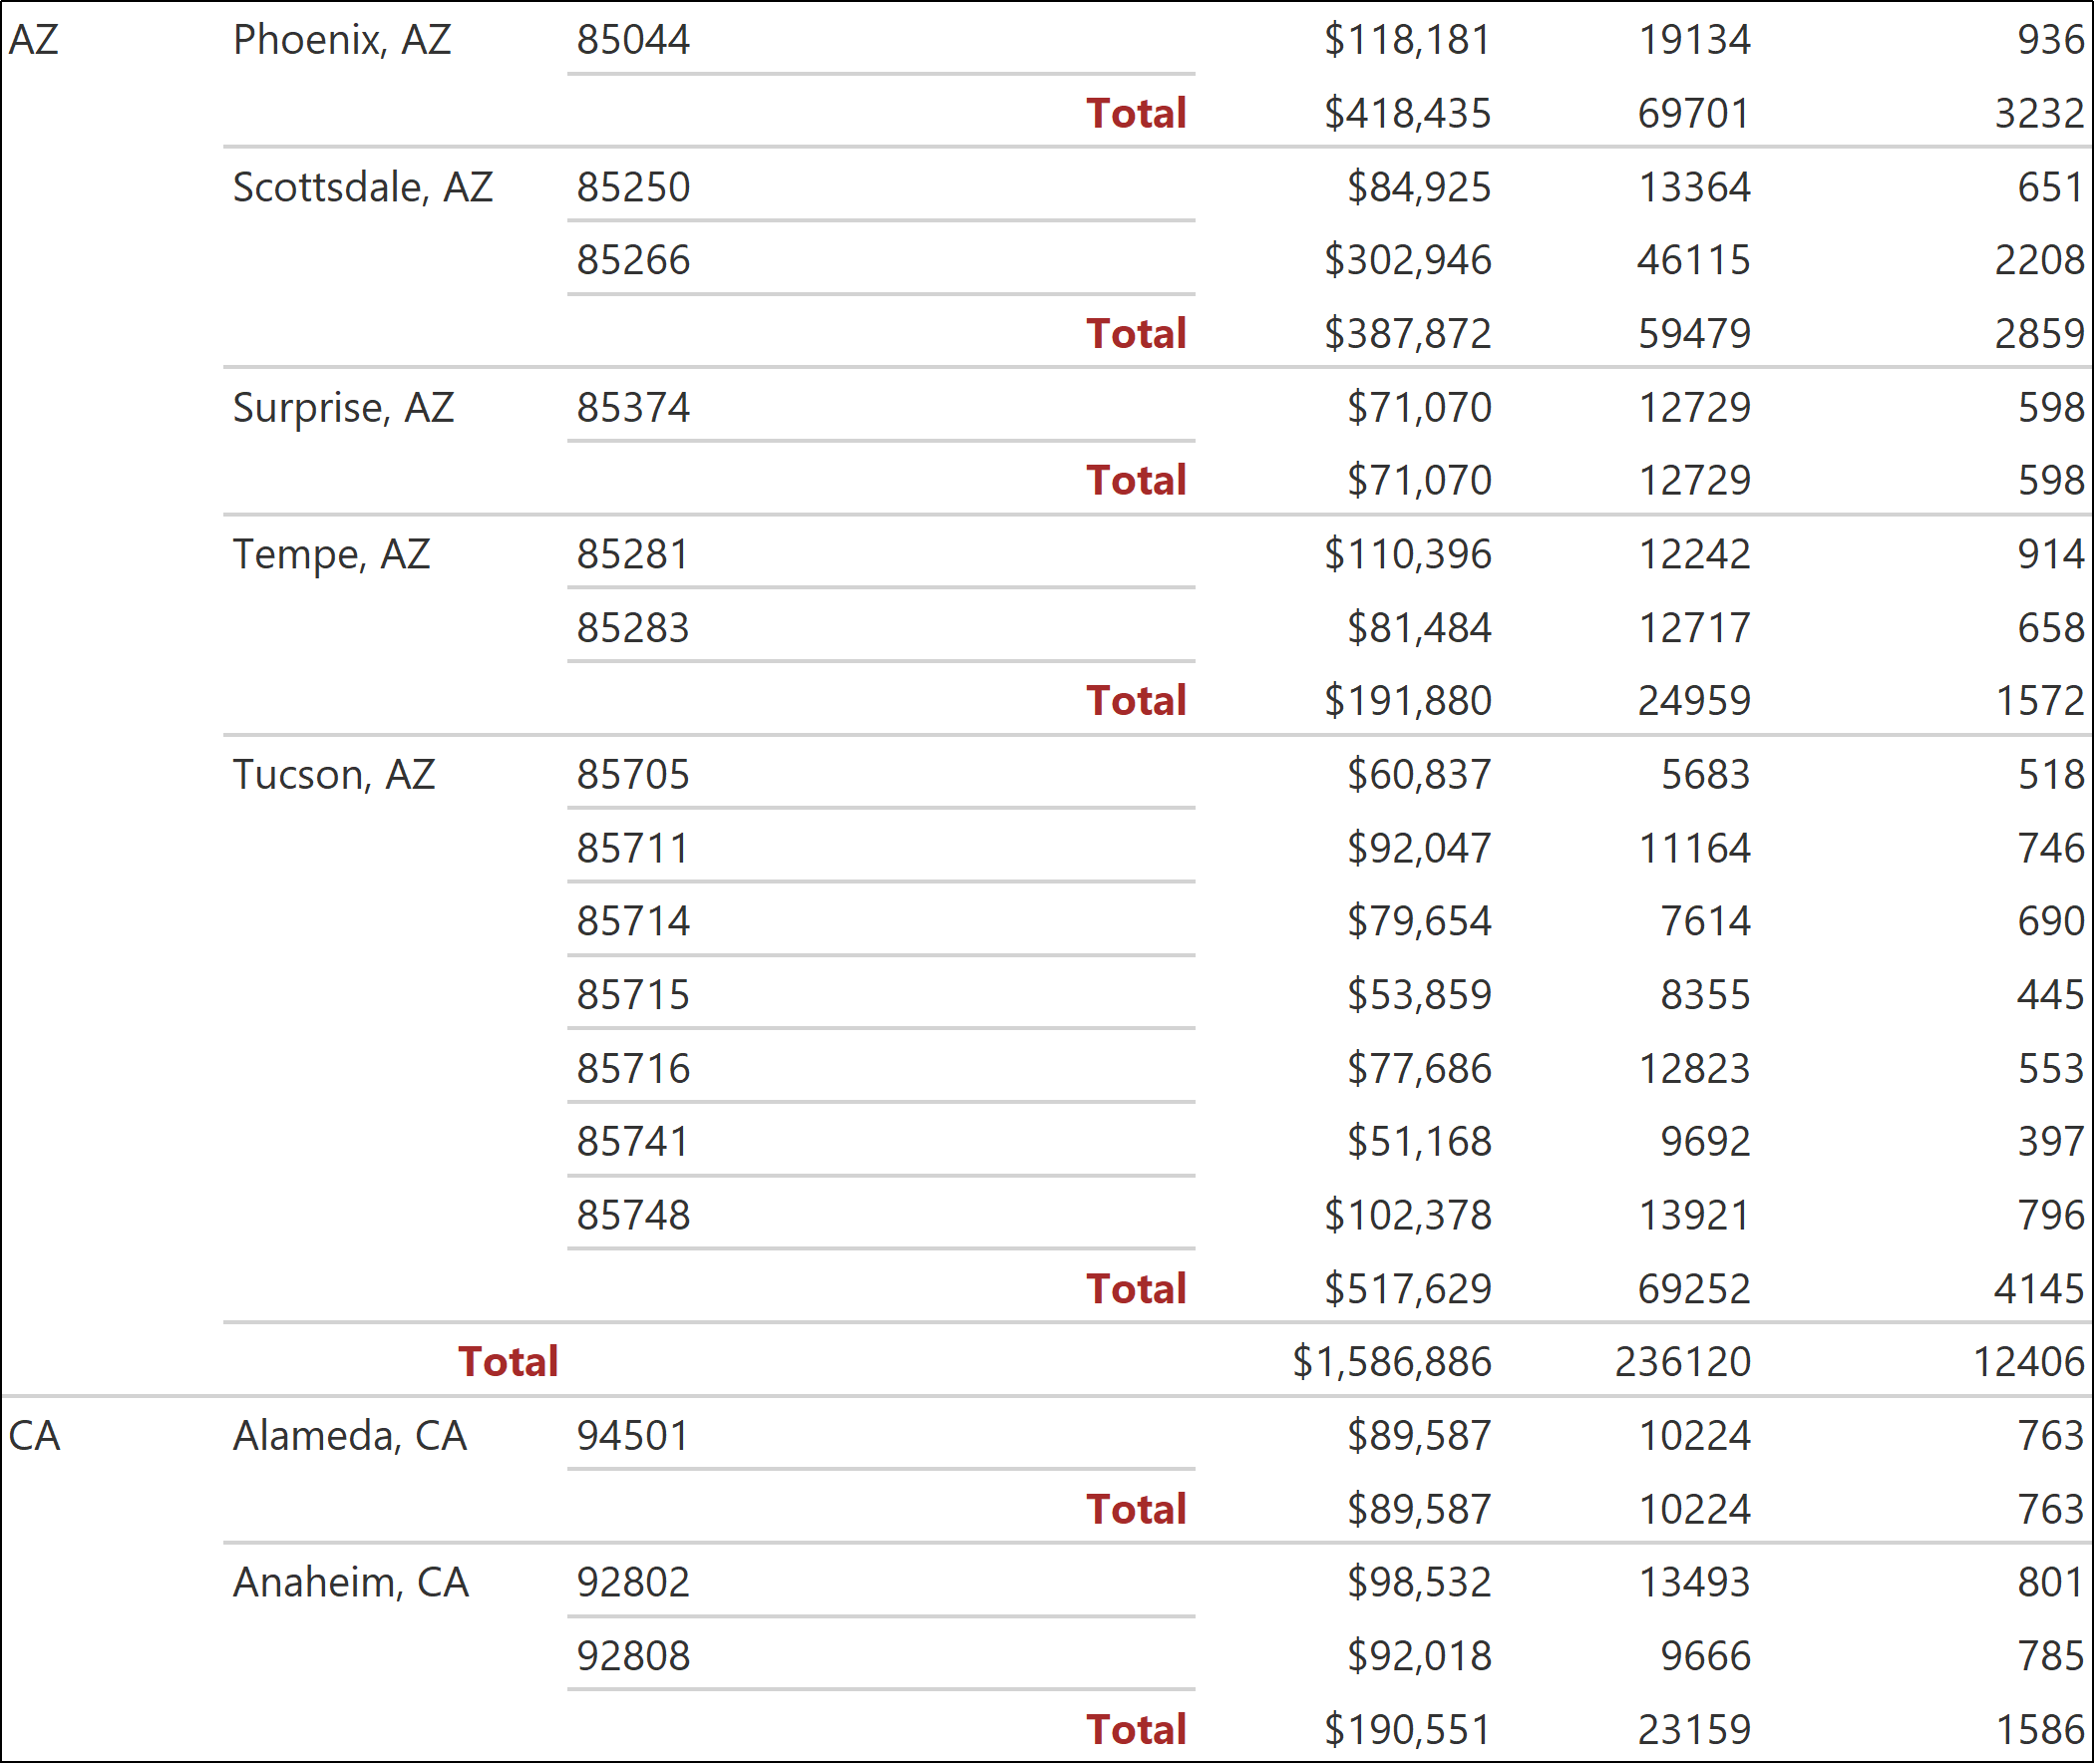 AZ Phoenix, AZ 85044 $118,181 19134 936
Total $418,435 69701 3232
Scottsdale, AZ 85250 $84,925 13364 651
85266 $302,946 46115 2208
Total $387,872 59479 2859
Surprise, AZ 85374 $71,070 12729 598
Total $71,070 12729 598
Tempe, AZ 85281 $110,396 12242 914
85283 $81,484 12717 658
Total $191,880 24959 1572
Tucson, AZ 85705 $60,837 5683 518
85711 $92,047 11164 746
85714 $79,654 7614 690
85715 $53,859 8355 445
85716 $77,686 12823 553
85741 $51,168 9692 397
85748 $102,378 13921 796
Total $517,629 69252 4145
Total $1,586,886 236120 12406
CA Alameda, CA 94501 $89,587 10224 763
Total $89,587 10224 763
Anaheim, CA 92802 $98,532 13493 801
92808 $92,018 9666 785
Total $190,551 23159 1586